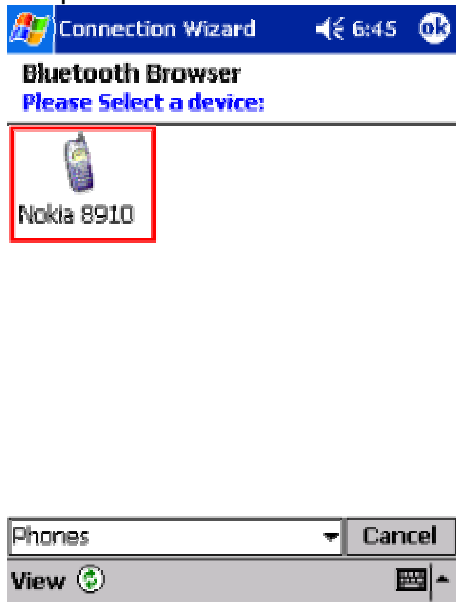 Connection Wizard 6:45 ok
Bluetooth Browser
Please Select a device:
Nokia 8910
Phones Cancel
View